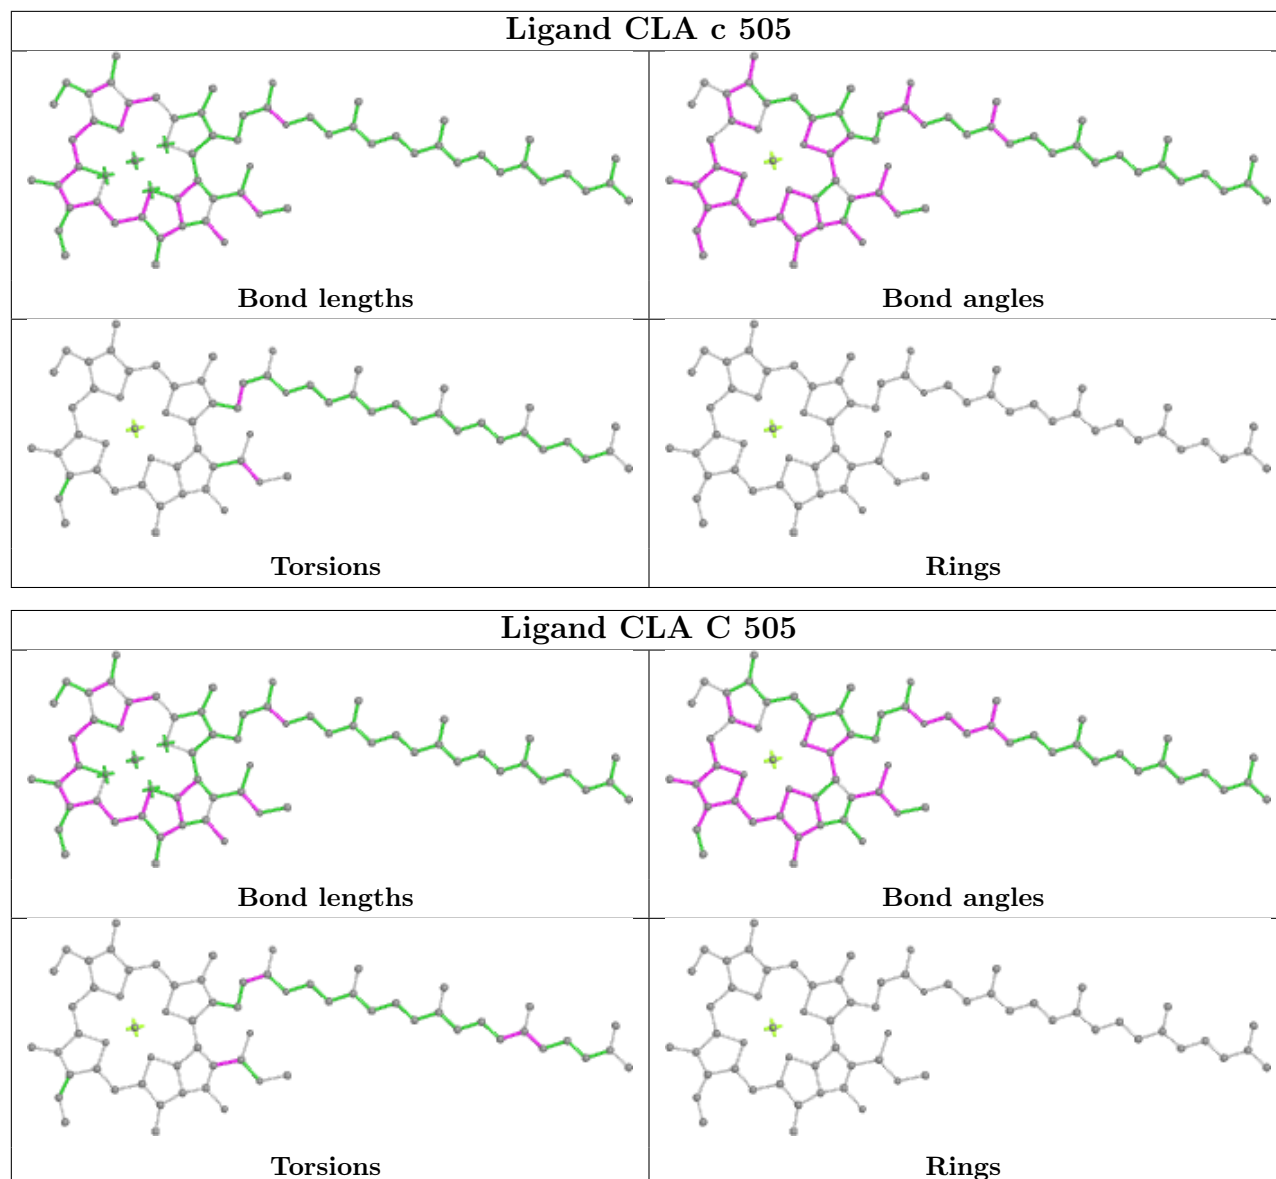 Ligand CLA c 505
Bond lengths
Bond angles
Torsions
Rings
Ligand CLA C 505
Bond lengths
Bond angles
Torsions
Rings